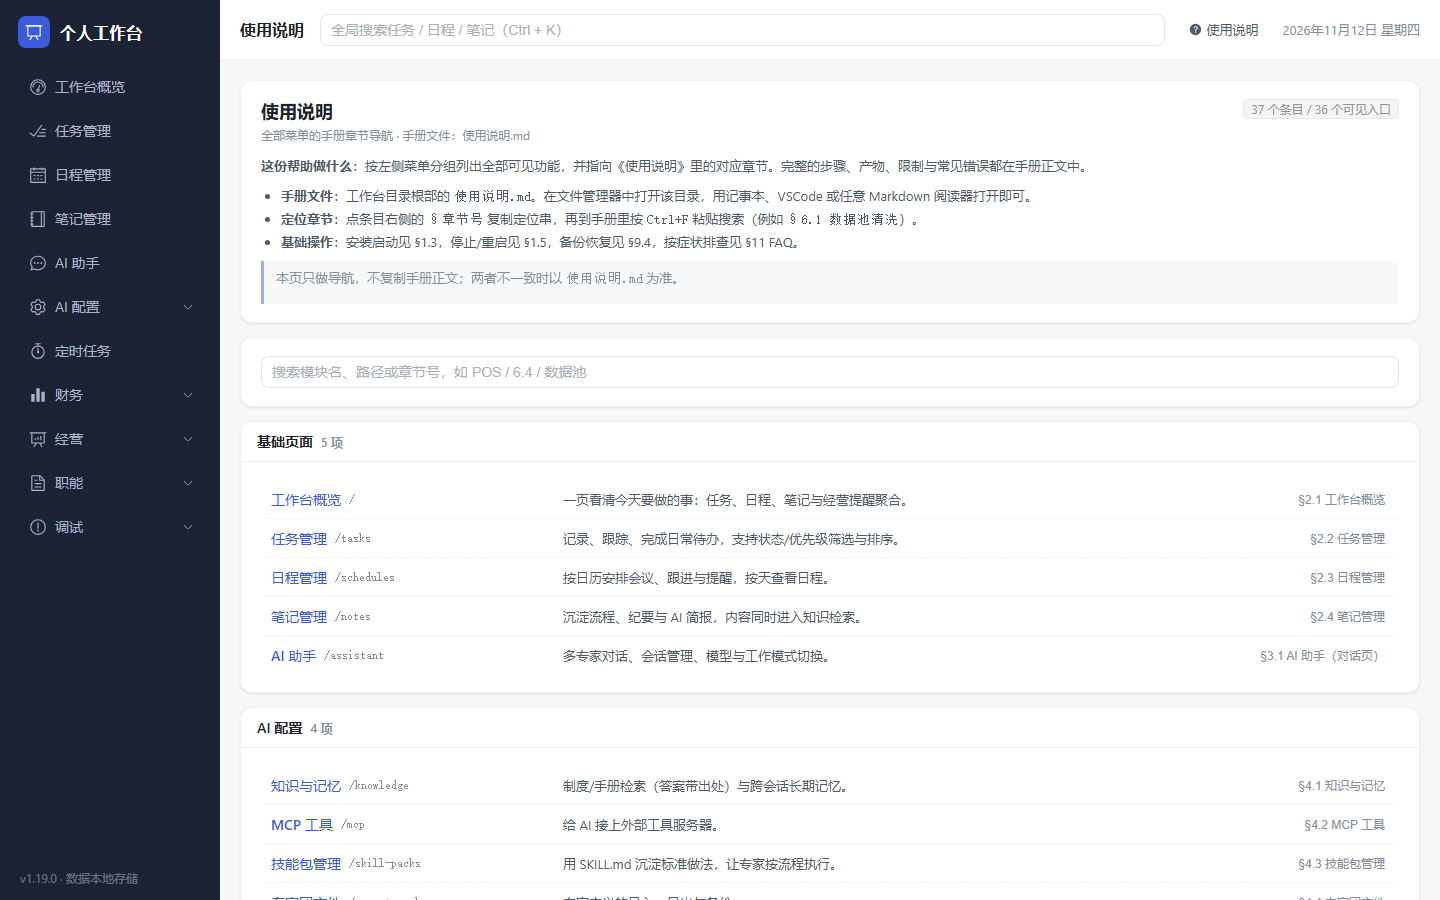 个人工作台
使用说明
全局搜索任务 / 日程 / 笔记（Ctrl + K）
使用说明
2026年11月12日 星期四
工作台概览
任务管理
日程管理
笔记管理
AI 助手
AI 配置
定时任务
财务
经营
职能
调试
v1.19.0 · 数据本地存储
使用说明
37 个条目 / 36 个可见入口
全部菜单的手册章节导航 · 手册文件：使用说明.md
这份帮助做什么：按左侧菜单分组列出全部可见功能，并指向《使用说明》里的对应章节。完整的步骤、产物、限制与常见错误都在手册正文中。
手册文件：工作台目录根部的 使用说明.md。在文件管理器中打开该目录，用记事本、VSCode 或任意 Markdown 阅读器打开即可。
定位章节：点条目右侧的 § 章节号 复制定位串，再到手册里按 Ctrl+F 粘贴搜索（例如 § 6.1 数据池清洗）。
基础操作：安装启动见 §1.3，停止/重启见 §1.5，备份恢复见 §9.4，按症状排查见 §11 FAQ。
本页只做导航，不复制手册正文；两者不一致时以 使用说明.md 为准。
搜索模块名、路径或章节号，如 POS / 6.4 / 数据池
基础页面 5 项
工作台概览 / 一页看清今天要做的事：任务、日程、笔记与经营提醒聚合。 §2.1 工作台概览
任务管理 /tasks 记录、跟踪、完成日常待办，支持状态/优先级筛选与排序。 §2.2 任务管理
日程管理 /schedules 按日历安排会议、跟进与提醒，按天查看日程。 §2.3 日程管理
笔记管理 /notes 沉淀流程、纪要与 AI 简报，内容同时进入知识检索。 §2.4 笔记管理
AI 助手 /assistant 多专家对话、会话管理、模型与工作模式切换。 §3.1 AI 助手（对话页）
AI 配置 4 项
知识与记忆 /knowledge 制度/手册检索（答案带出处）与跨会话长期记忆。 §4.1 知识与记忆
MCP 工具 /mcp 给 AI 接上外部工具服务器。 §4.2 MCP 工具
技能包管理 /skill-packs 用 SKILL.md 沉淀标准做法，让专家按流程执行。 §4.3 技能包管理